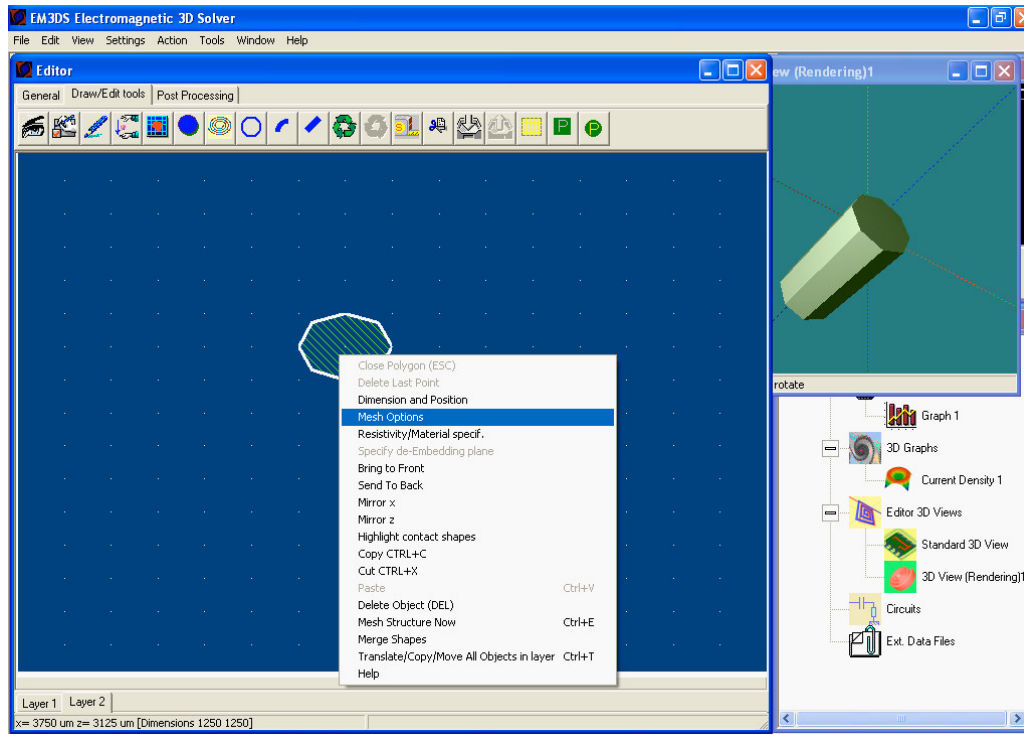 EM3DS Electromagnetic 3D Solver
File Edit View Settings Action Tools Window Help
Editor
ew (Rendering)1
General Draw/Edit tools Post Processing
Close Polygon (ESC)
Delete Last Point
Dimension and Position
Mesh Options
Resistivity/Material specif.
Specify de-Embedding plane
Bring to Front
Send To Back
Mirror x
Mirror z
Highlight contact shapes
Copy CTRL+C
Cut CTRL+X
Paste Ctrl+V
Delete Object (DEL)
Mesh Structure Now Ctrl+E
Merge Shapes
Translate/Copy/Move All Objects in layer Ctrl+T
Help
rotate
Graph 1
3D Graphs
Current Density 1
Editor 3D Views
Standard 3D View
3D View (Rendering)1
Circuits
Ext. Data Files
Layer 1 Layer 2
x= 3750 um z= 3125 um [Dimensions 1250 1250]